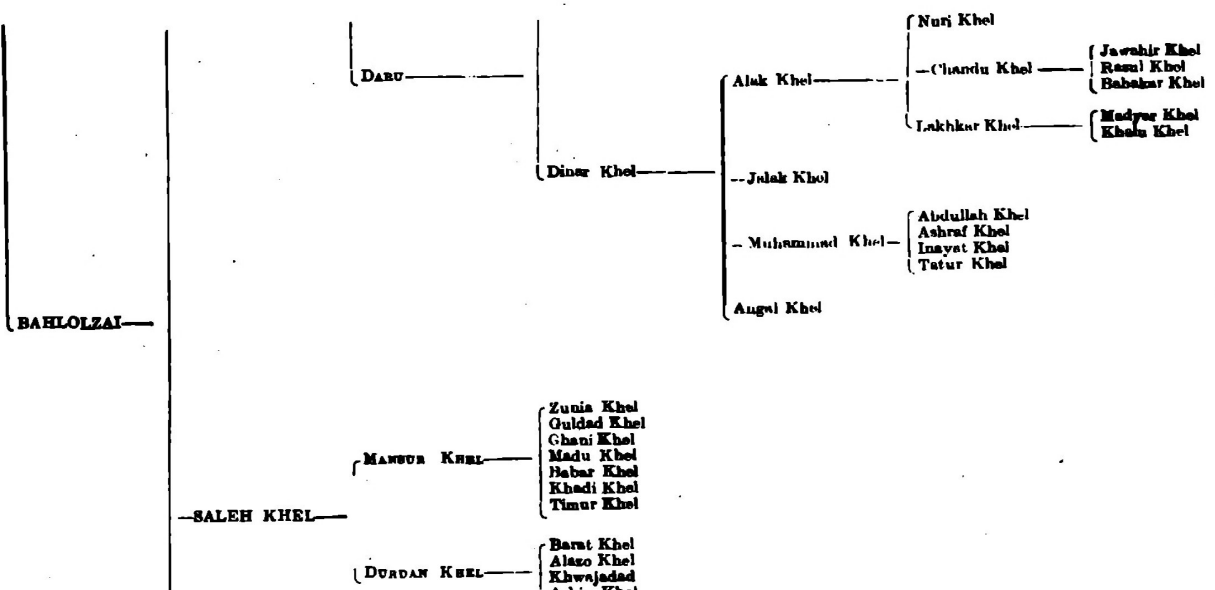 Nuri Khel
Jawahir Khel
DARU
Alak Khel
Chandu Khel
Rasul Khel
Babakar Khel
Lakhkar Khel
Madyar Khel
Khelu Khel
Dinar Khel
Jalak Khel
Abdullah Khel
Muhammad Khel
Ashraf Khel
Inayat Khel
Tatur Khel
BAHLOLZAI
Angal Khel
Zunia Khel
Guldad Khel
Ghani Khel
MANSUR KHEL
Madu Khel
Babar Khel
Khadi Khel
Timur Khel
SALEH KHEL
Barat Khel
Alazo Khel
DURDAN KHEL
Khwajadad